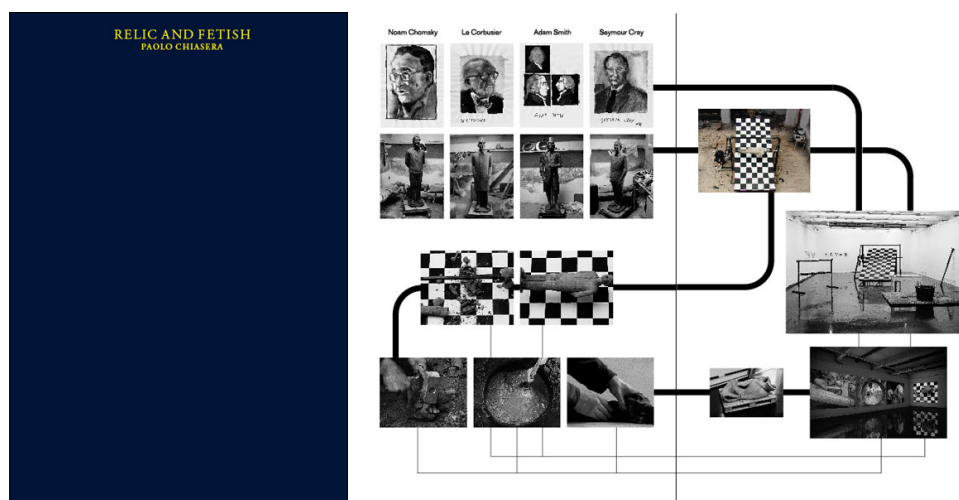 RELIC AND FETISH
PAOLO CHIASERA
Noam Chomsky
Le Corbusier
Adam Smith
Seymour Cray